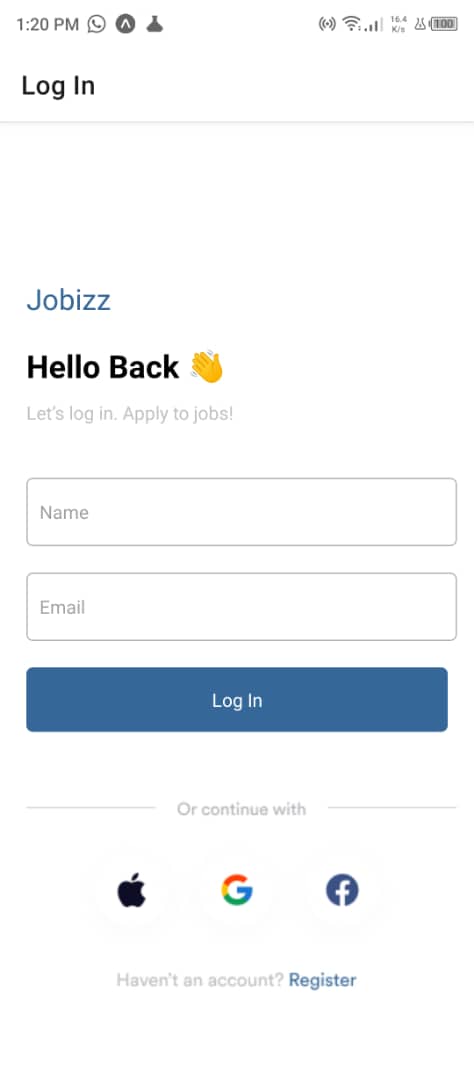 1:20 PM
16.4
K/s
100
Log In
Jobizz
Hello Back 👋
Let's log in. Apply to jobs!
Name
Email
Log In
Or continue with
Haven't an account? Register